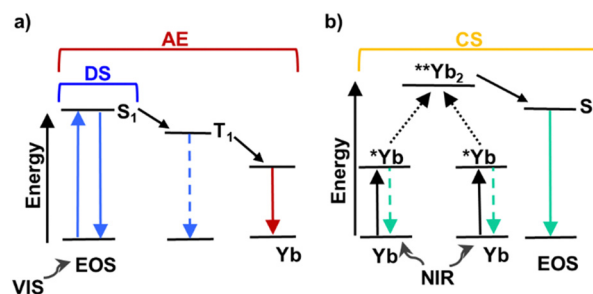 a)
AE
DS
S1
T1
Energy
EOS
Yb
VIS
b)
CS
**Yb2
S
*Yb
*Yb
Energy
Yb
Yb
EOS
NIR